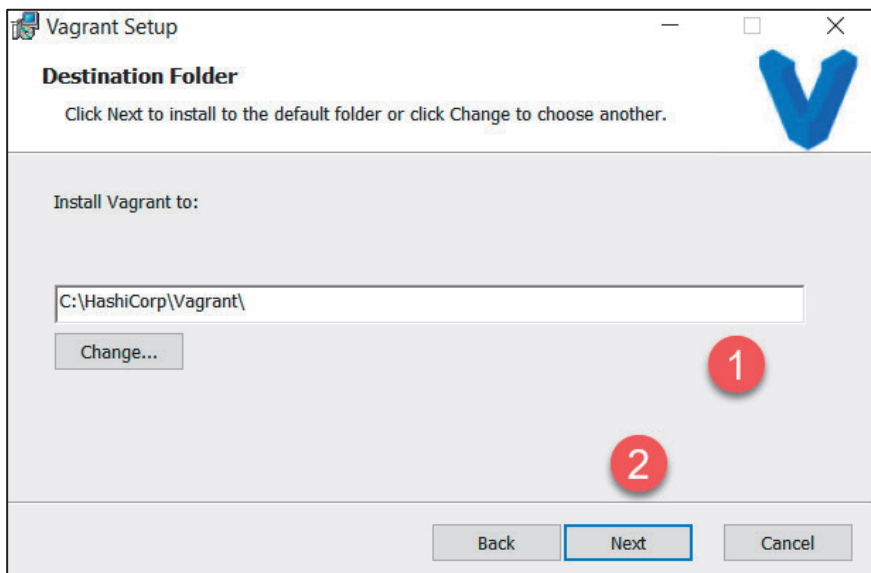 Vagrant Setup
Destination Folder
Click Next to install to the default folder or click Change to choose another.
Install Vagrant to:
C:\HashiCorp\Vagrant\
Change...
1
2
Back Next Cancel